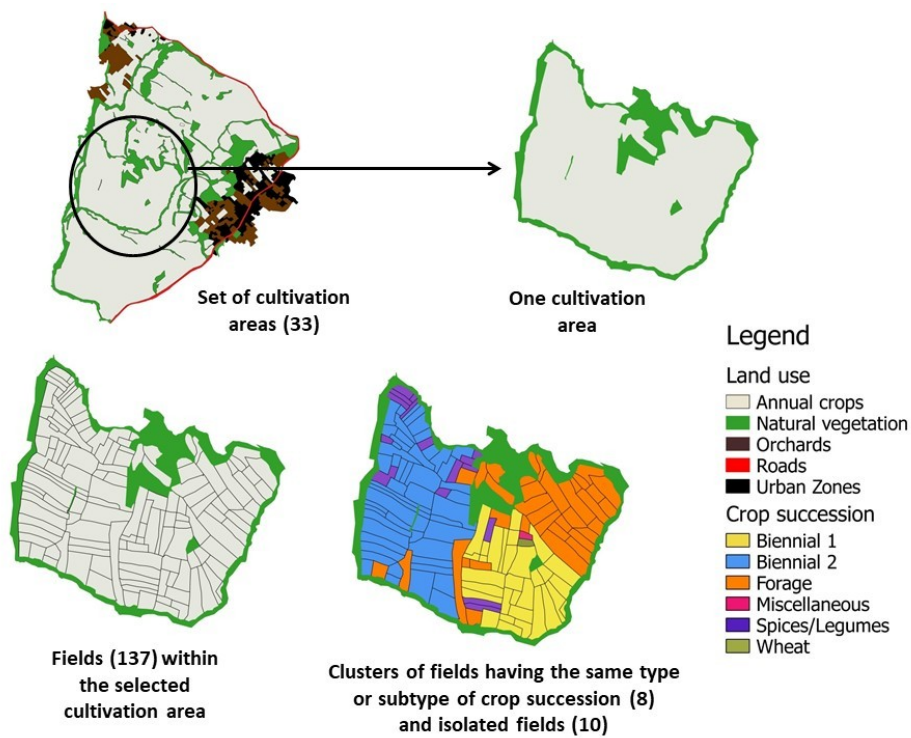 Set of cultivation
areas (33)
One cultivation
area
Legend
Land use
Annual crops
Natural vegetation
Orchards
Roads
Urban Zones
Crop succession
Biennial 1
Biennial 2
Forage
Miscellaneous
Spices/Legumes
Wheat
Fields (137) within
the selected
cultivation area
Clusters of fields having the same type
or subtype of crop succession (8)
and isolated fields (10)